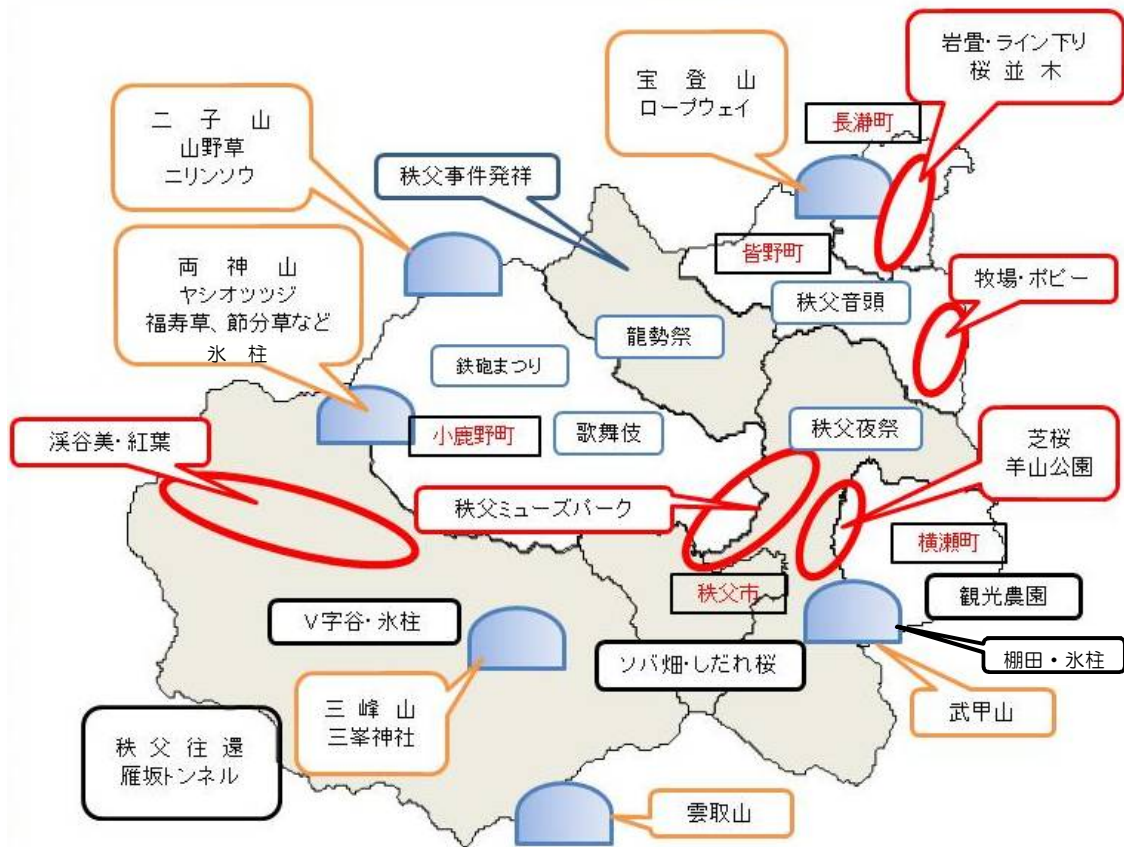 岩畳・ライン下り
桜並木
宝登山
ロープウェイ
長瀞町
二子山
山野草
ニリンソウ
秩父事件発祥
皆野町
両神山
ヤシオツツジ
福寿草、節分草など
氷柱
秩父音頭
牧場・ポピー
龍勢祭
鉄砲まつり
小鹿野町
歌舞伎
秩父夜祭
芝桜
羊山公園
渓谷美・紅葉
秩父ミューズパーク
横瀬町
秩父市
観光農園
V字谷・氷柱
ソバ畑・しだれ桜
棚田・氷柱
三峰山
三峯神社
武甲山
秩父往還
雁坂トンネル
雲取山